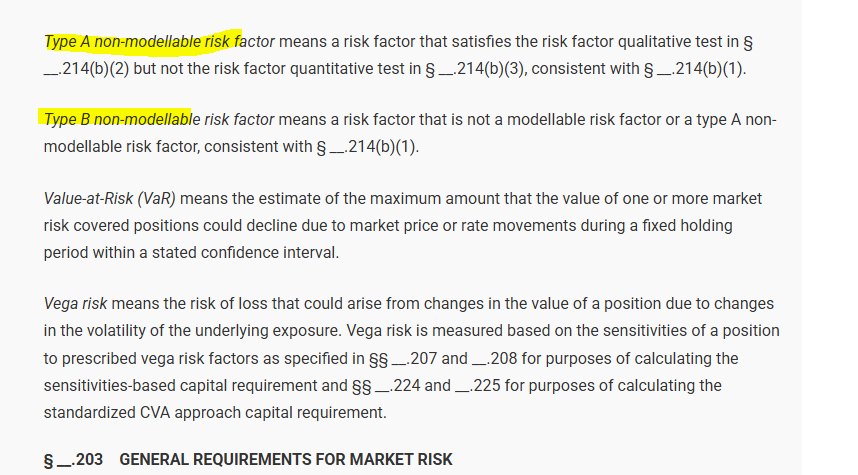 Type A non-modellable risk factor means a risk factor that satisfies the risk factor qualitative test in §
__.214(b)(2) but not the risk factor quantitative test in § __.214(b)(3), consistent with § __.214(b)(1).
Type B non-modellable risk factor means a risk factor that is not a modellable risk factor or a type A non-
modellable risk factor, consistent with § __.214(b)(1).
Value-at-Risk (VaR) means the estimate of the maximum amount that the value of one or more market
risk covered positions could decline due to market price or rate movements during a fixed holding
period within a stated confidence interval.
Vega risk means the risk of loss that could arise from changes in the value of a position due to changes
in the volatility of the underlying exposure. Vega risk is measured based on the sensitivities of a position
to prescribed vega risk factors as specified in §§ __.207 and __.208 for purposes of calculating the
sensitivities-based capital requirement and §§ __.224 and __.225 for purposes of calculating the
standardized CVA approach capital requirement.
§ __.203 GENERAL REQUIREMENTS FOR MARKET RISK